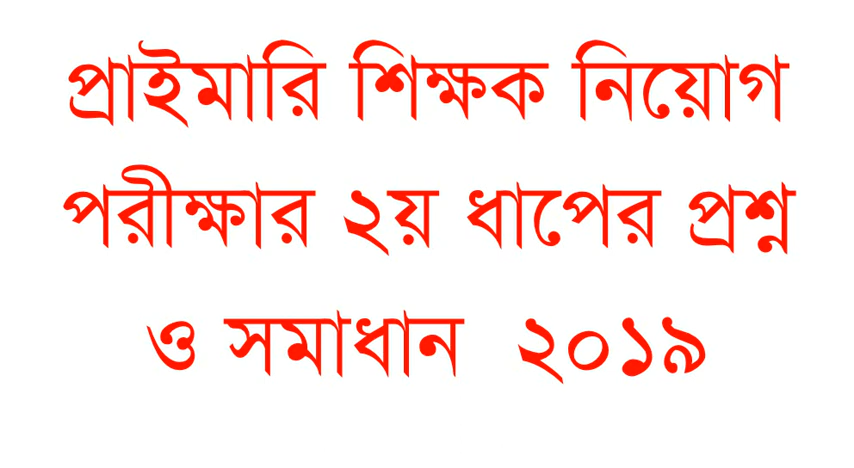 প্রাইমারি শিক্ষক নিয়োগ
পরীক্ষার ২য় ধাপের প্রশ্ন
ও সমাধান ২০১৯